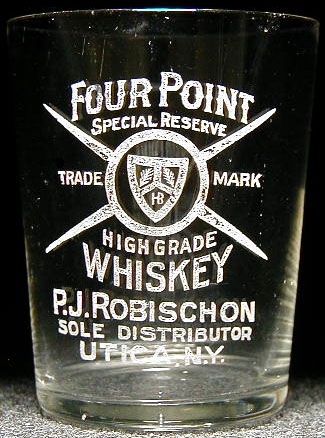 FOUR POINT
SPECIAL RESERVE
TRADE MARK
HB
HIGH GRADE
WHISKEY
P.J. ROBISCHON
SOLE DISTRIBUTOR
UTICA, N.Y.